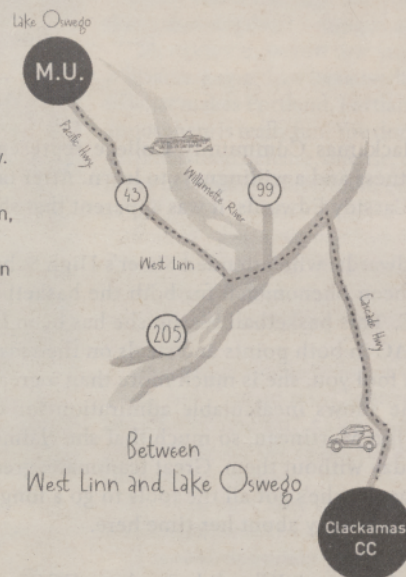 Lake Oswego
M.U.
Pacific Hwy
43
Willamette River
99
West Linn
205
Cascade Hwy
Between
West Linn and Lake Oswego
Clackamas
CC